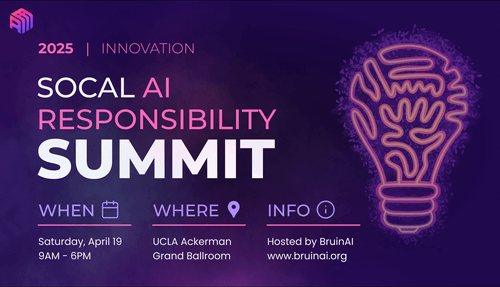 2025 | INNOVATION
SOCAL AI
RESPONSIBILITY
SUMMIT
WHEN
Saturday, April 19
9AM - 6PM
WHERE
UCLA Ackerman
Grand Ballroom
INFO
Hosted by BruinAI
www.bruinai.org